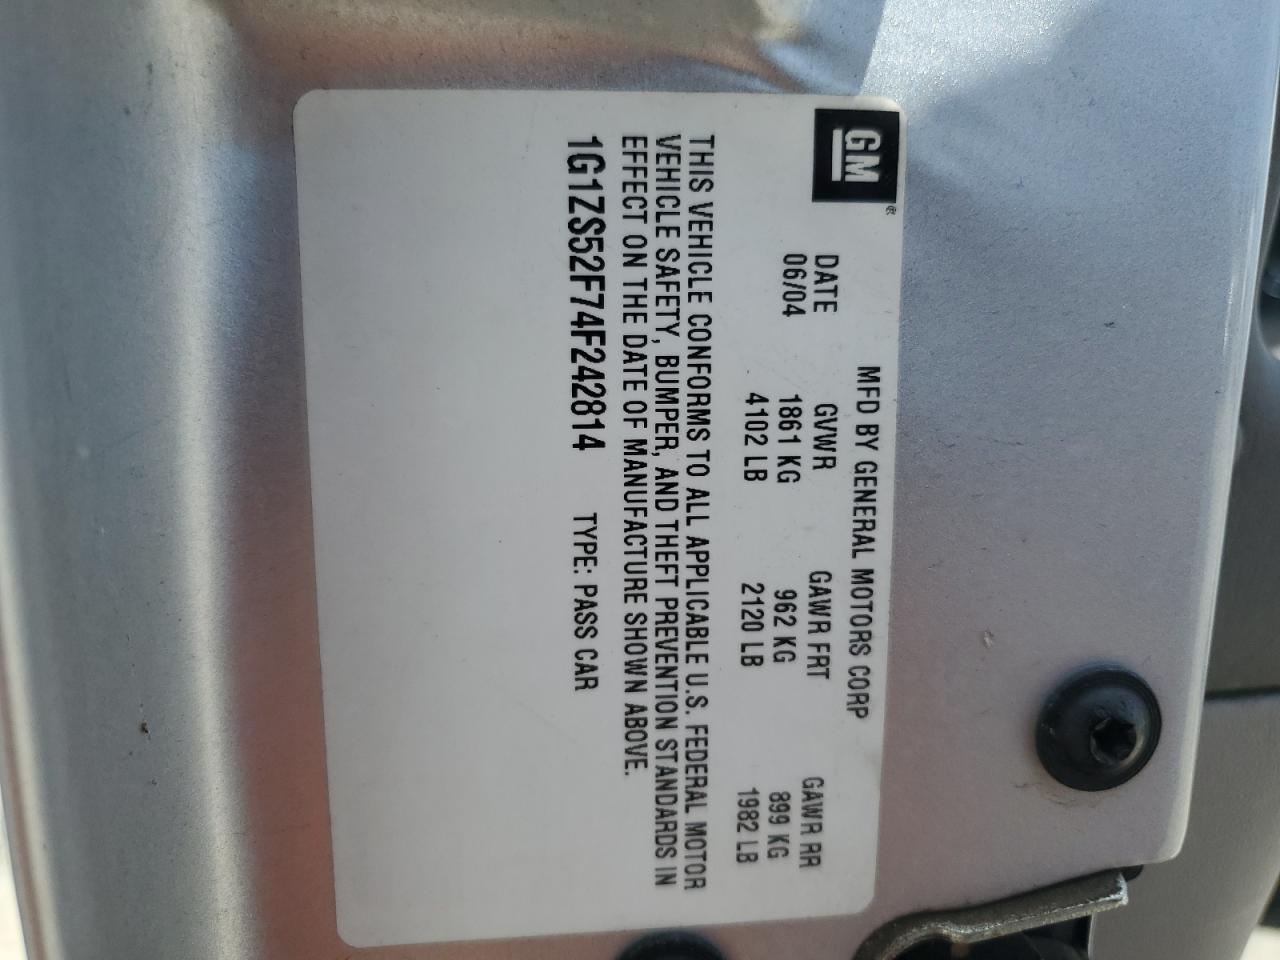 GM®
MFD BY GENERAL MOTORS CORP
DATE GVWR GAWR FRT GAWR RR
06/04 1861 KG 962 KG 899 KG
4102 LB 2120 LB 1982 LB
THIS VEHICLE CONFORMS TO ALL APPLICABLE U.S. FEDERAL MOTOR
VEHICLE SAFETY, BUMPER, AND THEFT PREVENTION STANDARDS IN
EFFECT ON THE DATE OF MANUFACTURE SHOWN ABOVE.
1G1ZS52F74F242814 TYPE: PASS CAR